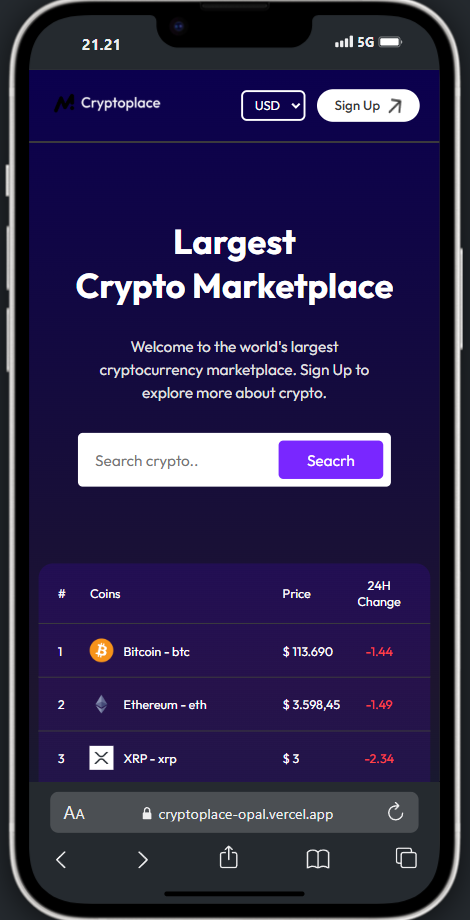 21.21
5G
Cryptoplace
USD
Sign Up
Largest
Crypto Marketplace
Welcome to the world's largest
cryptocurrency marketplace. Sign Up to
explore more about crypto.
Search crypto..
Seacrh
# Coins Price 24H
Change
1 Bitcoin - btc $ 113.690 -1.44
2 Ethereum - eth $ 3.598,45 -1.49
3 XRP - xrp $ 3 -2.34
AA cryptoplace-opal.vercel.app